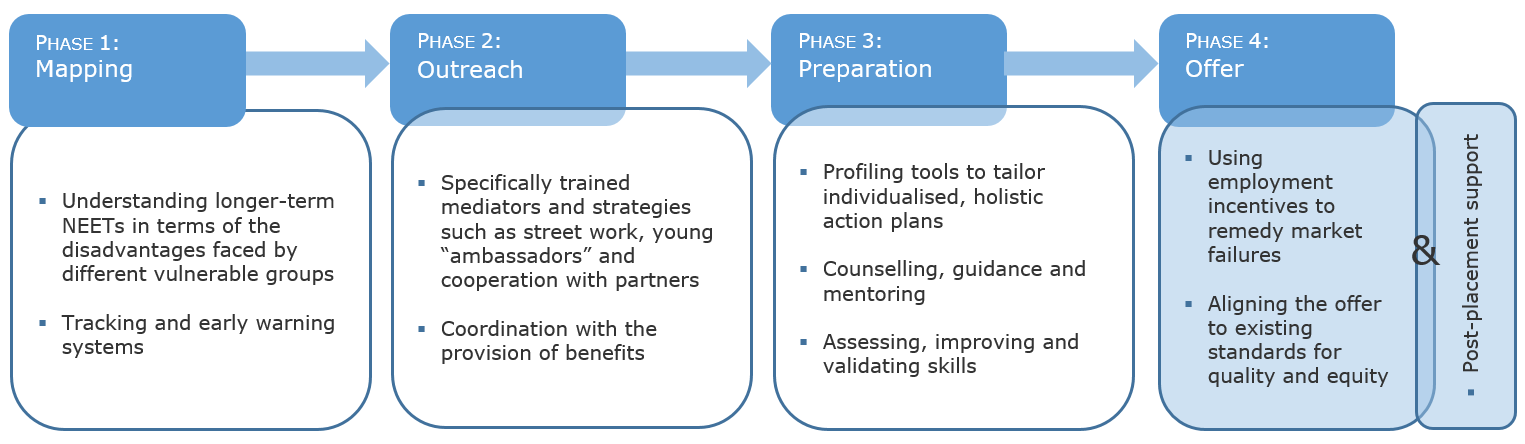 PHASE 1:
Mapping
Understanding longer-term
NEETs in terms of the
disadvantages faced by
different vulnerable groups
Tracking and early warning
systems
PHASE 2:
Outreach
Specifically trained
mediators and strategies
such as street work, young
“ambassadors” and
cooperation with partners
Coordination with the
provision of benefits
PHASE 3:
Preparation
Profiling tools to tailor
individualised, holistic
action plans
Counselling, guidance and
mentoring
Assessing, improving and
validating skills
PHASE 4:
Offer
Using
employment
incentives to
remedy market
failures
Aligning the offer
to existing
standards for
quality and equity
&
Post-placement support